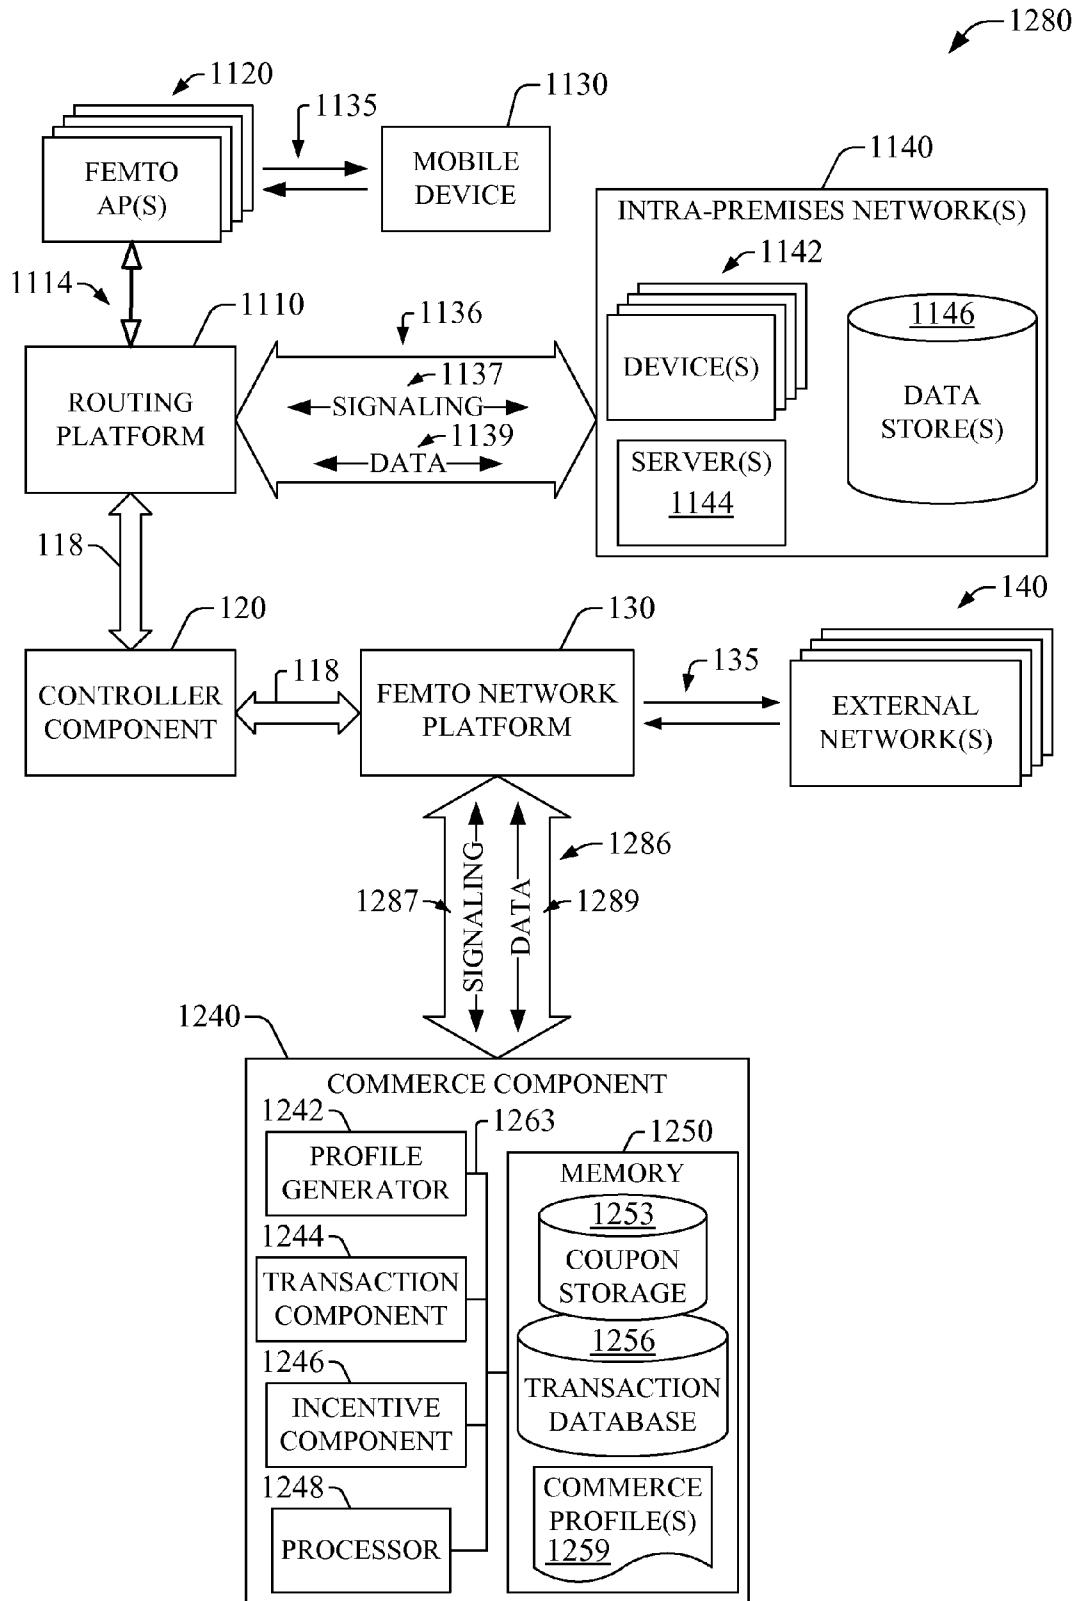 1280
1120
1135
1130
FEMTO
AP(S)
MOBILE
DEVICE
1140
INTRA-PREMISES NETWORK(S)
1142
DEVICE(S)
1146
DATA
STORE(S)
SERVER(S)
1144
1114
1110
ROUTING
PLATFORM
1136
1137
SIGNALING
1139
DATA
118
120
CONTROLLER
COMPONENT
118
130
FEMTO NETWORK
PLATFORM
135
140
EXTERNAL
NETWORK(S)
1286
1287
SIGNALING
DATA
1289
1240
COMMERCE COMPONENT
1242
1263
PROFILE
GENERATOR
1244
TRANSACTION
COMPONENT
1246
INCENTIVE
COMPONENT
1248
PROCESSOR
1250
MEMORY
1253
COUPON
STORAGE
1256
TRANSACTION
DATABASE
COMMERCE
PROFILE(S)
1259